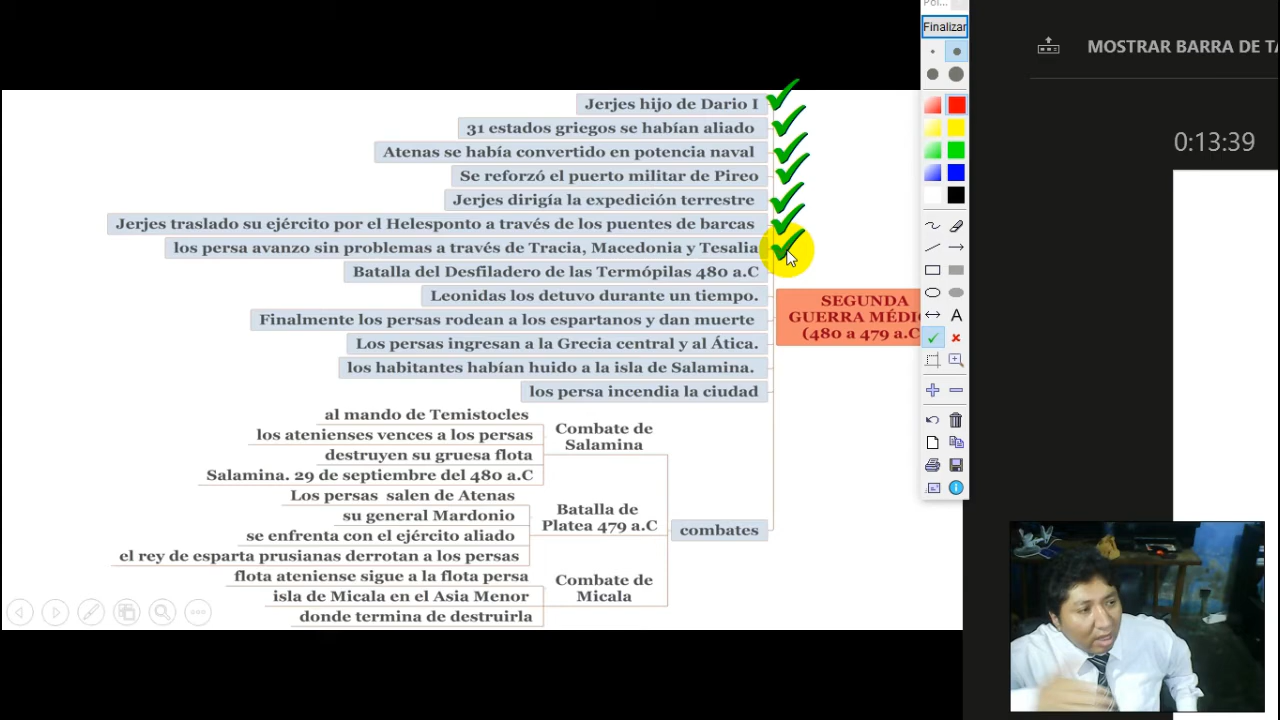 Finalizar
MOSTRAR BARRA DE
0:13:39
Jerjes hijo de Dario I
31 estados griegos se habían aliado
Atenas se había convertido en potencia naval
Se reforzó el puerto militar de Pireo
Jerjes dirigía la expedición terrestre
Jerjes traslado su ejército por el Helesponto a través de los puentes de barcas
los persa avanzo sin problemas a través de Tracia, Macedonia y Tesalia
Batalla del Desfiladero de las Termópilas 480 a.C
Leonidas los detuvo durante un tiempo.
Finalmente los persas rodean a los espartanos y dan muerte
Los persas ingresan a la Grecia central y al Ática.
los habitantes habían huido a la isla de Salamina.
los persa incendia la ciudad
SEGUNDA
GUERRA
(480 a 479 a.C
al mando de Temistocles
los atenienses vences a los persas
destruyen su gruesa flota
Salamina. 29 de septiembre del 480 a.C
Combate de
Salamina
Los persas salen de Atenas
su general Mardonio
se enfrenta con el ejército aliado
el rey de esparta prusianas derrotan a los persas
Batalla de
Platea 479 a.C
combates
flota ateniense sigue a la flota persa
isla de Micala en el Asia Menor
donde termina de destruirla
Combate de
Micala
A